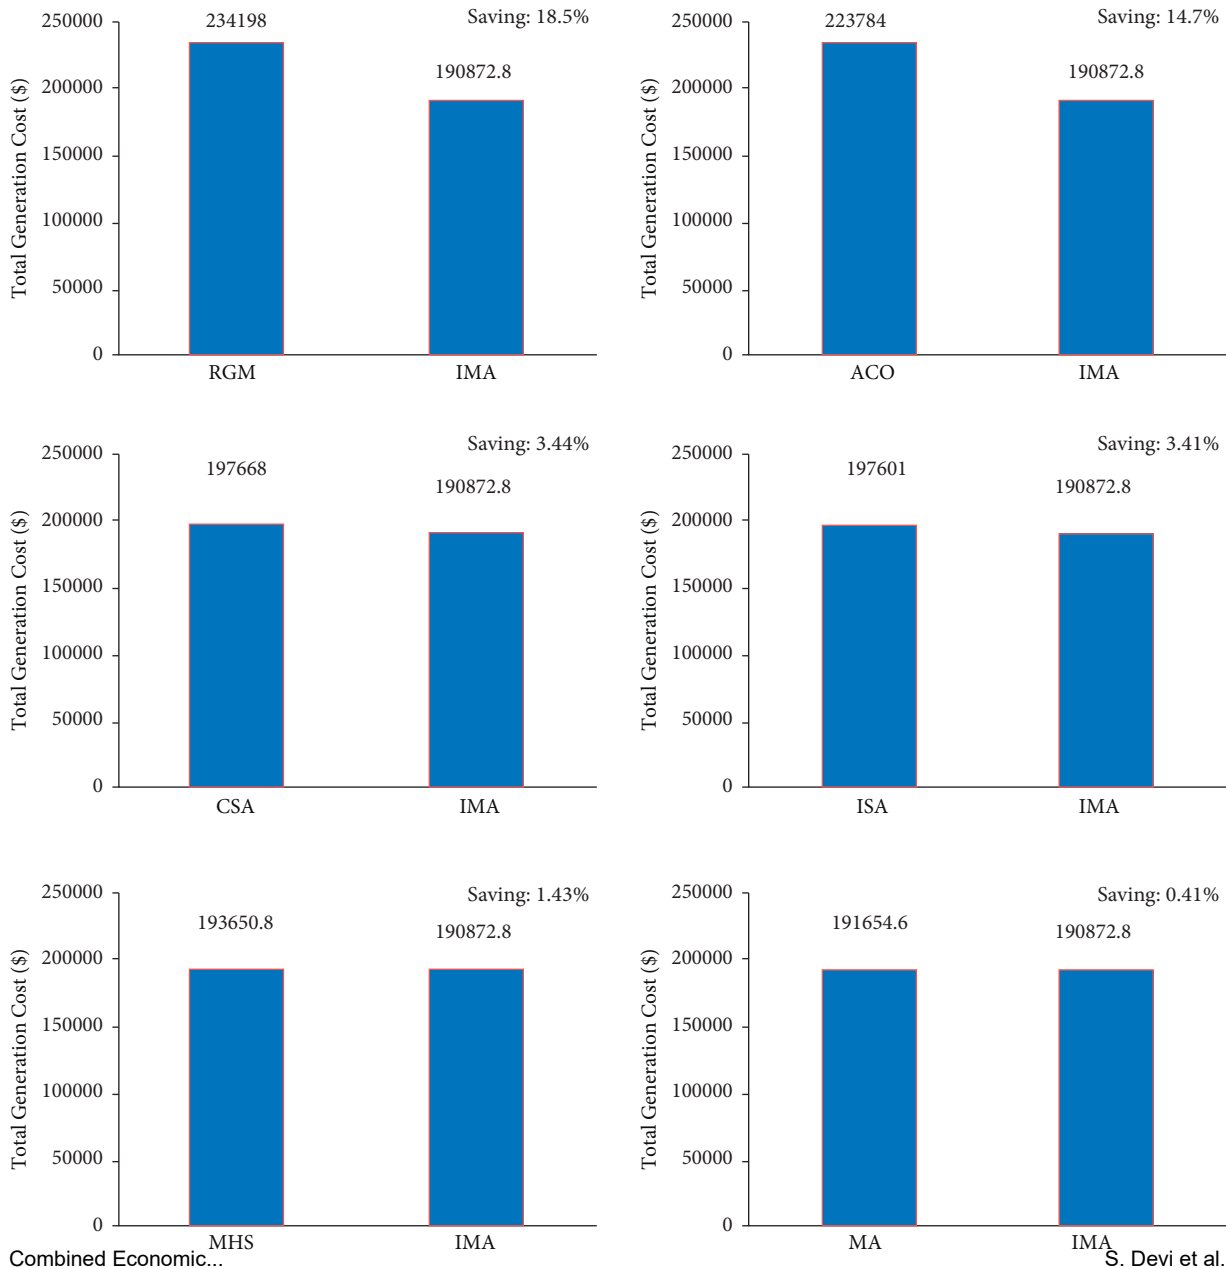 250000
234198
Saving: 18.5%
200000
190872.8
150000
100000
50000
0
Total Generation Cost ($)
RGM
IMA
250000
223784
Saving: 14.7%
200000
190872.8
150000
100000
50000
0
Total Generation Cost ($)
ACO
IMA
250000
Saving: 3.44%
197668
190872.8
200000
150000
100000
50000
0
Total Generation Cost ($)
CSA
IMA
250000
Saving: 3.41%
197601
190872.8
200000
150000
100000
50000
0
Total Generation Cost ($)
ISA
IMA
250000
Saving: 1.43%
193650.8
190872.8
200000
150000
100000
50000
0
Total Generation Cost ($)
MHS
IMA
250000
Saving: 0.41%
191654.6
190872.8
200000
150000
100000
50000
0
Total Generation Cost ($)
MA
IMA
Combined Economic...
S. Devi et al.